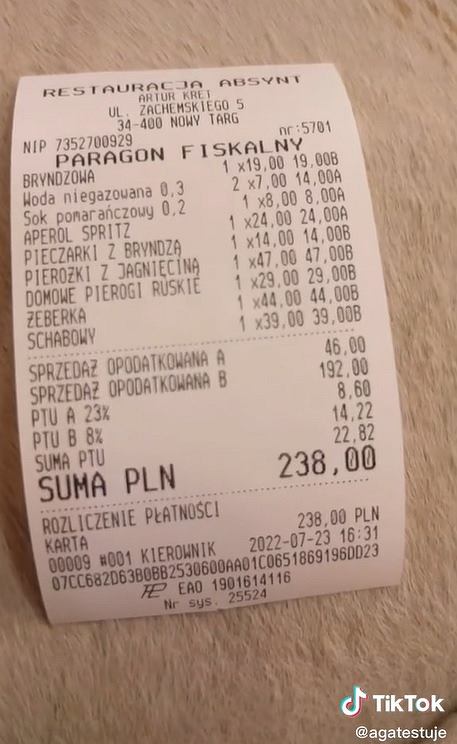 RESTAURACJA ABSYNT
ARTUR KRET
UL. ZACHEMSKIEGO 5
34-400 NOWY TARG
NIP 7352700929 nr:5701
PARAGON FISKALNY
BRYNDZOWA 1 x19,00 19,00B
Woda niegazowana 0,3 2 x7,00 14,00A
Sok pomarańczowy 0,2 1 x8,00 8,00A
APEROL SPRITZ 1 x24,00 24,00A
PIECZARKI Z BRYNDZĄ 1 x14,00 14,00B
PIEROŻKI Z JAGNIĘCINĄ 1 x47,00 47,00B
DOMOWE PIEROGI RUSKIE 1 x29,00 29,00B
ŻEBERKA 1 x44,00 44,00B
SCHABOWY 1 x39,00 39,00B
SPRZEDAŻ OPODATKOWANA A 46,00
SPRZEDAŻ OPODATKOWANA B 192,00
PTU A 23% 8,60
PTU B 8% 14,22
SUMA PTU 22,82
SUMA PLN 238,00
ROZLICZENIE PŁATNOŚCI
KARTA 238,00 PLN
00009 #001 KIEROWNIK 2022-07-23 16:31
07CC682D63B0BB2530600AA01C0651869196DD23
EAO 1901614116
Nr sys. 25524
TikTok
@agatestuje